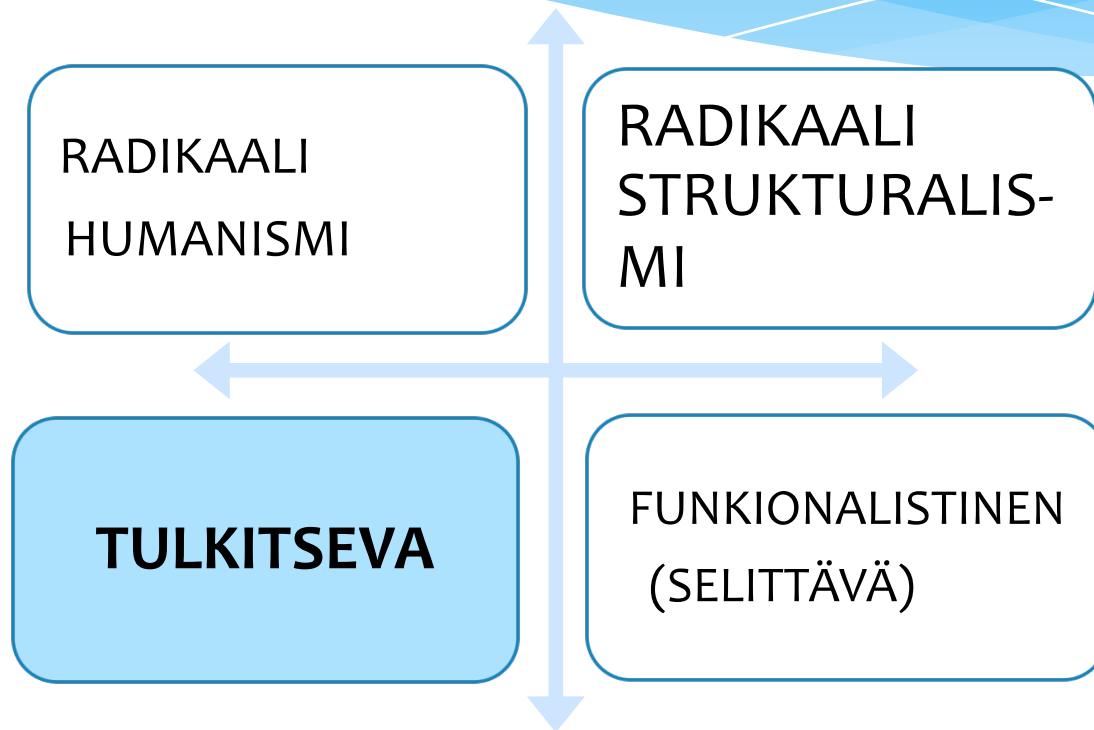 RADIKAALI
HUMANISMI
RADIKAALI
STRUKTURALIS-
MI
TULKITSEVA
FUNKIONALISTINEN
(SELITTÄVÄ)